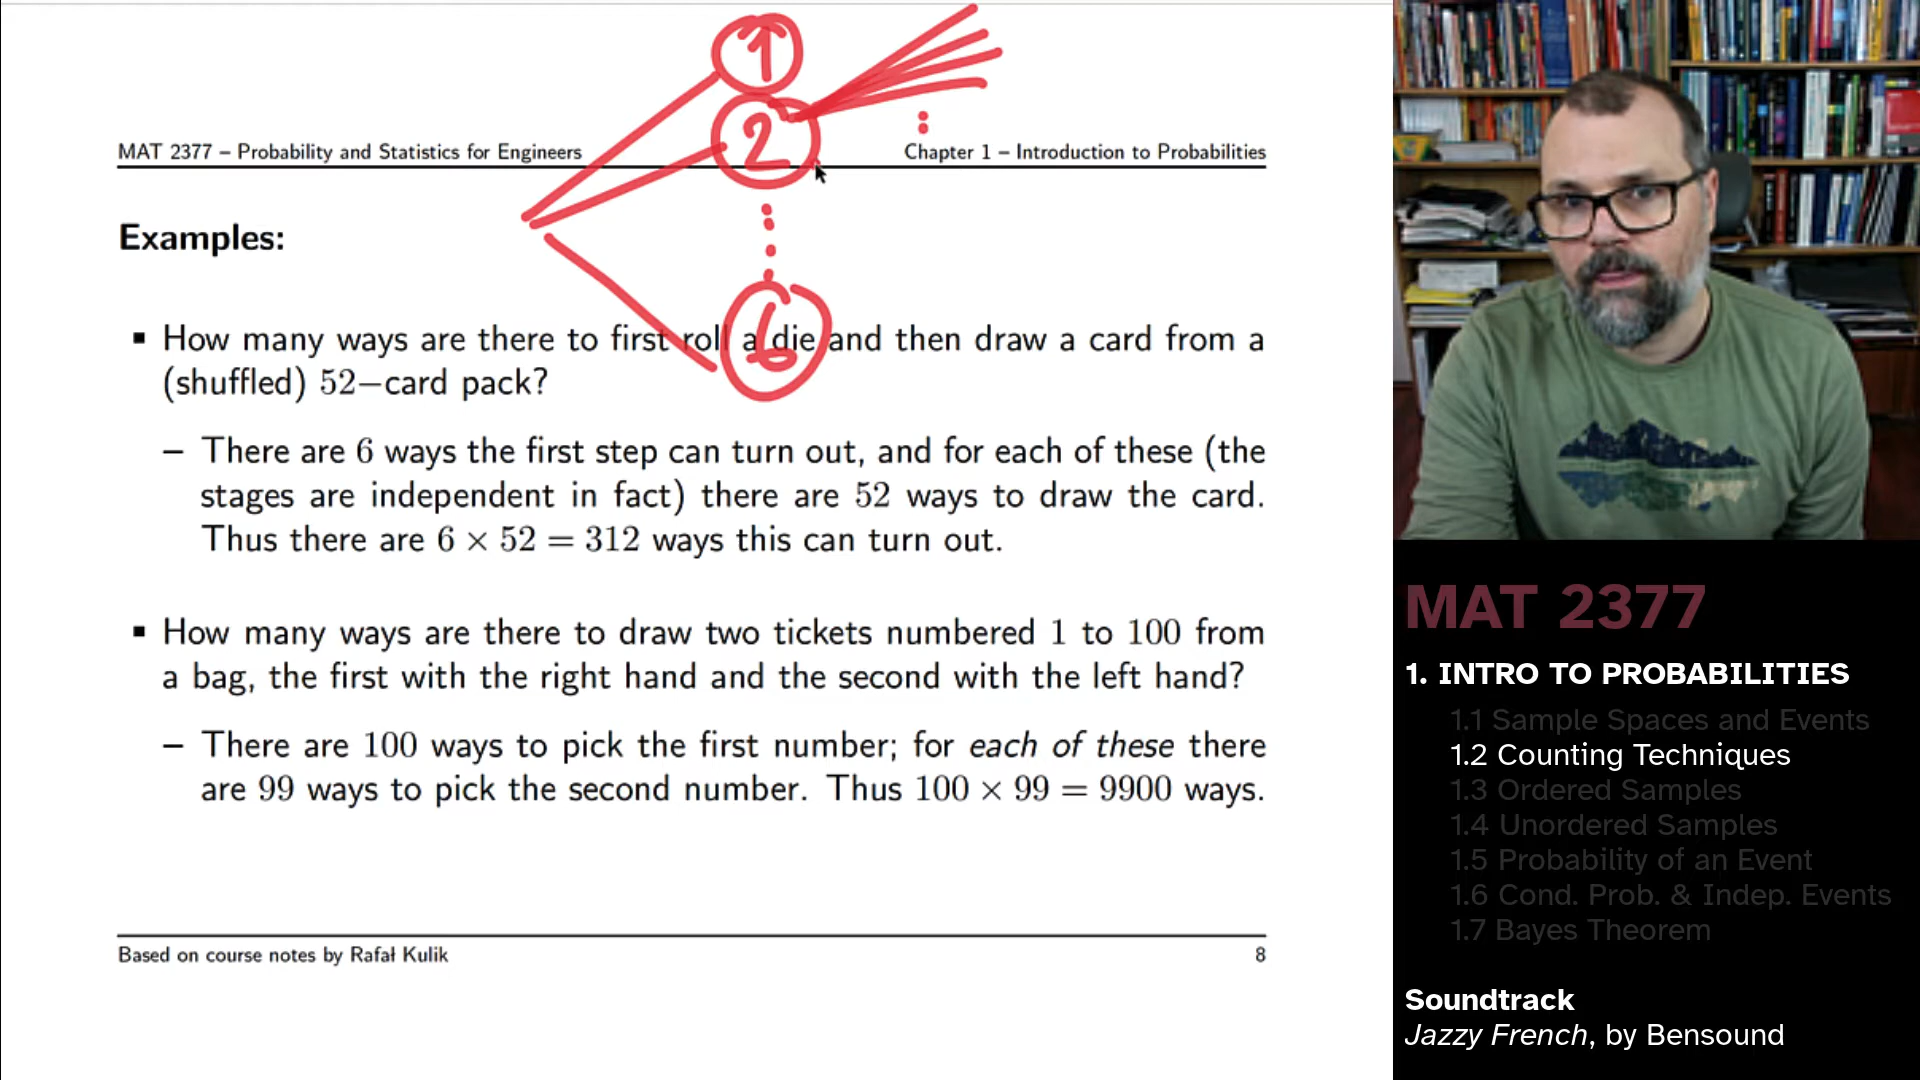 1
2
6
MAT 2377 – Probability and Statistics for Engineers
Chapter 1 – Introduction to Probabilities
Examples:
▪ How many ways are there to first roll a die and then draw a card from a
(shuffled) 52–card pack?
– There are 6 ways the first step can turn out, and for each of these (the
stages are independent in fact) there are 52 ways to draw the card.
Thus there are 6 × 52 = 312 ways this can turn out.
▪ How many ways are there to draw two tickets numbered 1 to 100 from
a bag, the first with the right hand and the second with the left hand?
– There are 100 ways to pick the first number; for each of these there
are 99 ways to pick the second number. Thus 100 × 99 = 9900 ways.
Based on course notes by Rafał Kulik
8
MAT 2377
1. INTRO TO PROBABILITIES
1.1 Sample Spaces and Events
1.2 Counting Techniques
1.3 Ordered Samples
1.4 Unordered Samples
1.5 Probability of an Event
1.6 Cond. Prob. & Indep. Events
1.7 Bayes Theorem
Soundtrack
Jazzy French, by Bensound